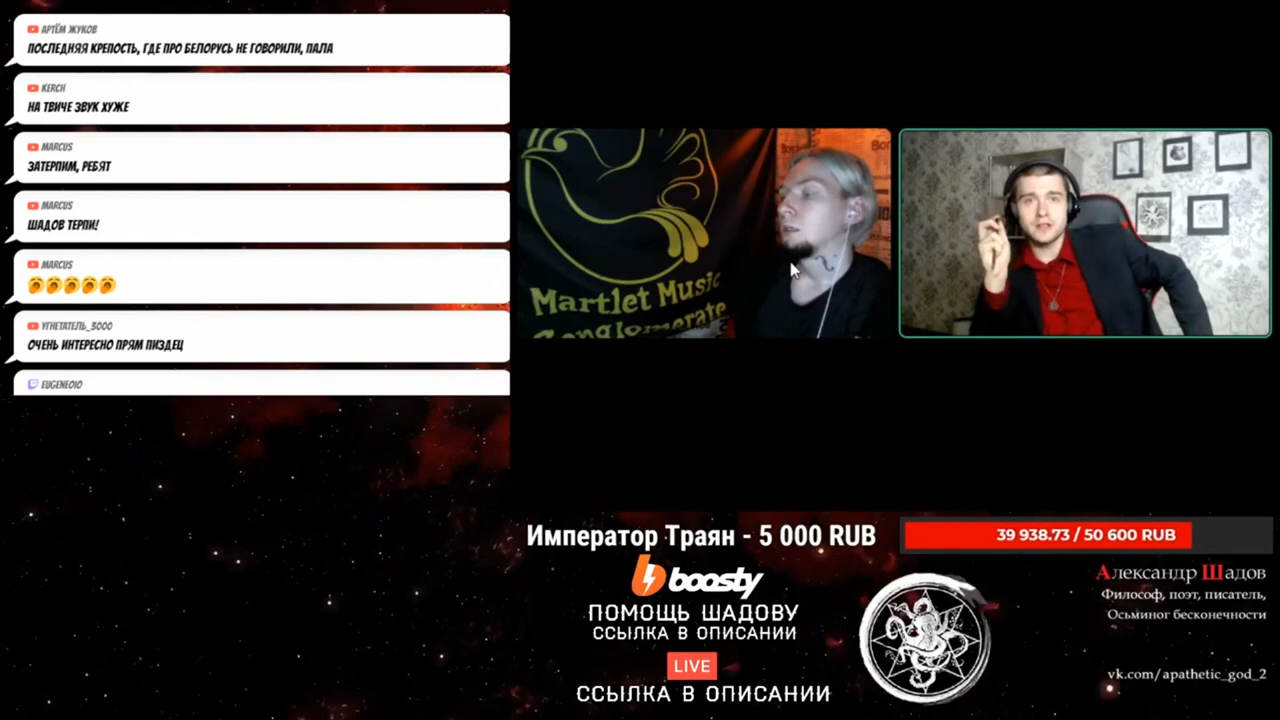 АРТЁМ ЖУКОВ
ПОСЛЕДНЯЯ КРЕПОСТЬ, ГДЕ ПРО БЕЛОРУСЬ НЕ ГОВОРИЛИ, ПАЛА
KERCH
НА ТВИЧЕ ЗВУК ХУЖЕ
MARCUS
ЗАТЕРПИМ, РЕБЯТ
MARCUS
ШАДОВ ТЕРПИ!
MARCUS
УГНЕТАТЕЛЬ_3000
ОЧЕНЬ ИНТЕРЕСНО ПРЯМ ПИЗДЕЦ
EUGENEOIO
Martlet Music
Conglomerate
Император Траян - 5 000 RUB
39 938.73 / 50 600 RUB
boosty
ПОМОЩЬ ШАДОВУ
ССЫЛКА В ОПИСАНИИ
LIVE
ССЫЛКА В ОПИСАНИИ
Александр Шадов
Философ, поэт, писатель,
Осьминог бесконечности
vk.com/apathetic_god_2